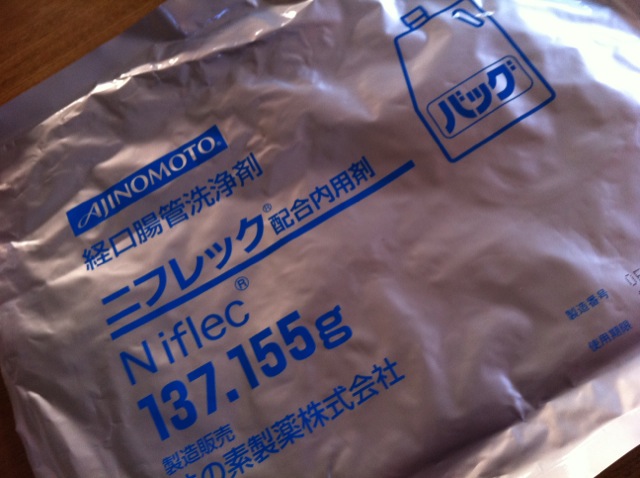 バッグ
AJINOMOTO®
経口腸管洗浄剤
ニフレック®配合内用剤
Niflec®
137.155g
製造販売
の素製薬株式会社
製造番号
使用期限